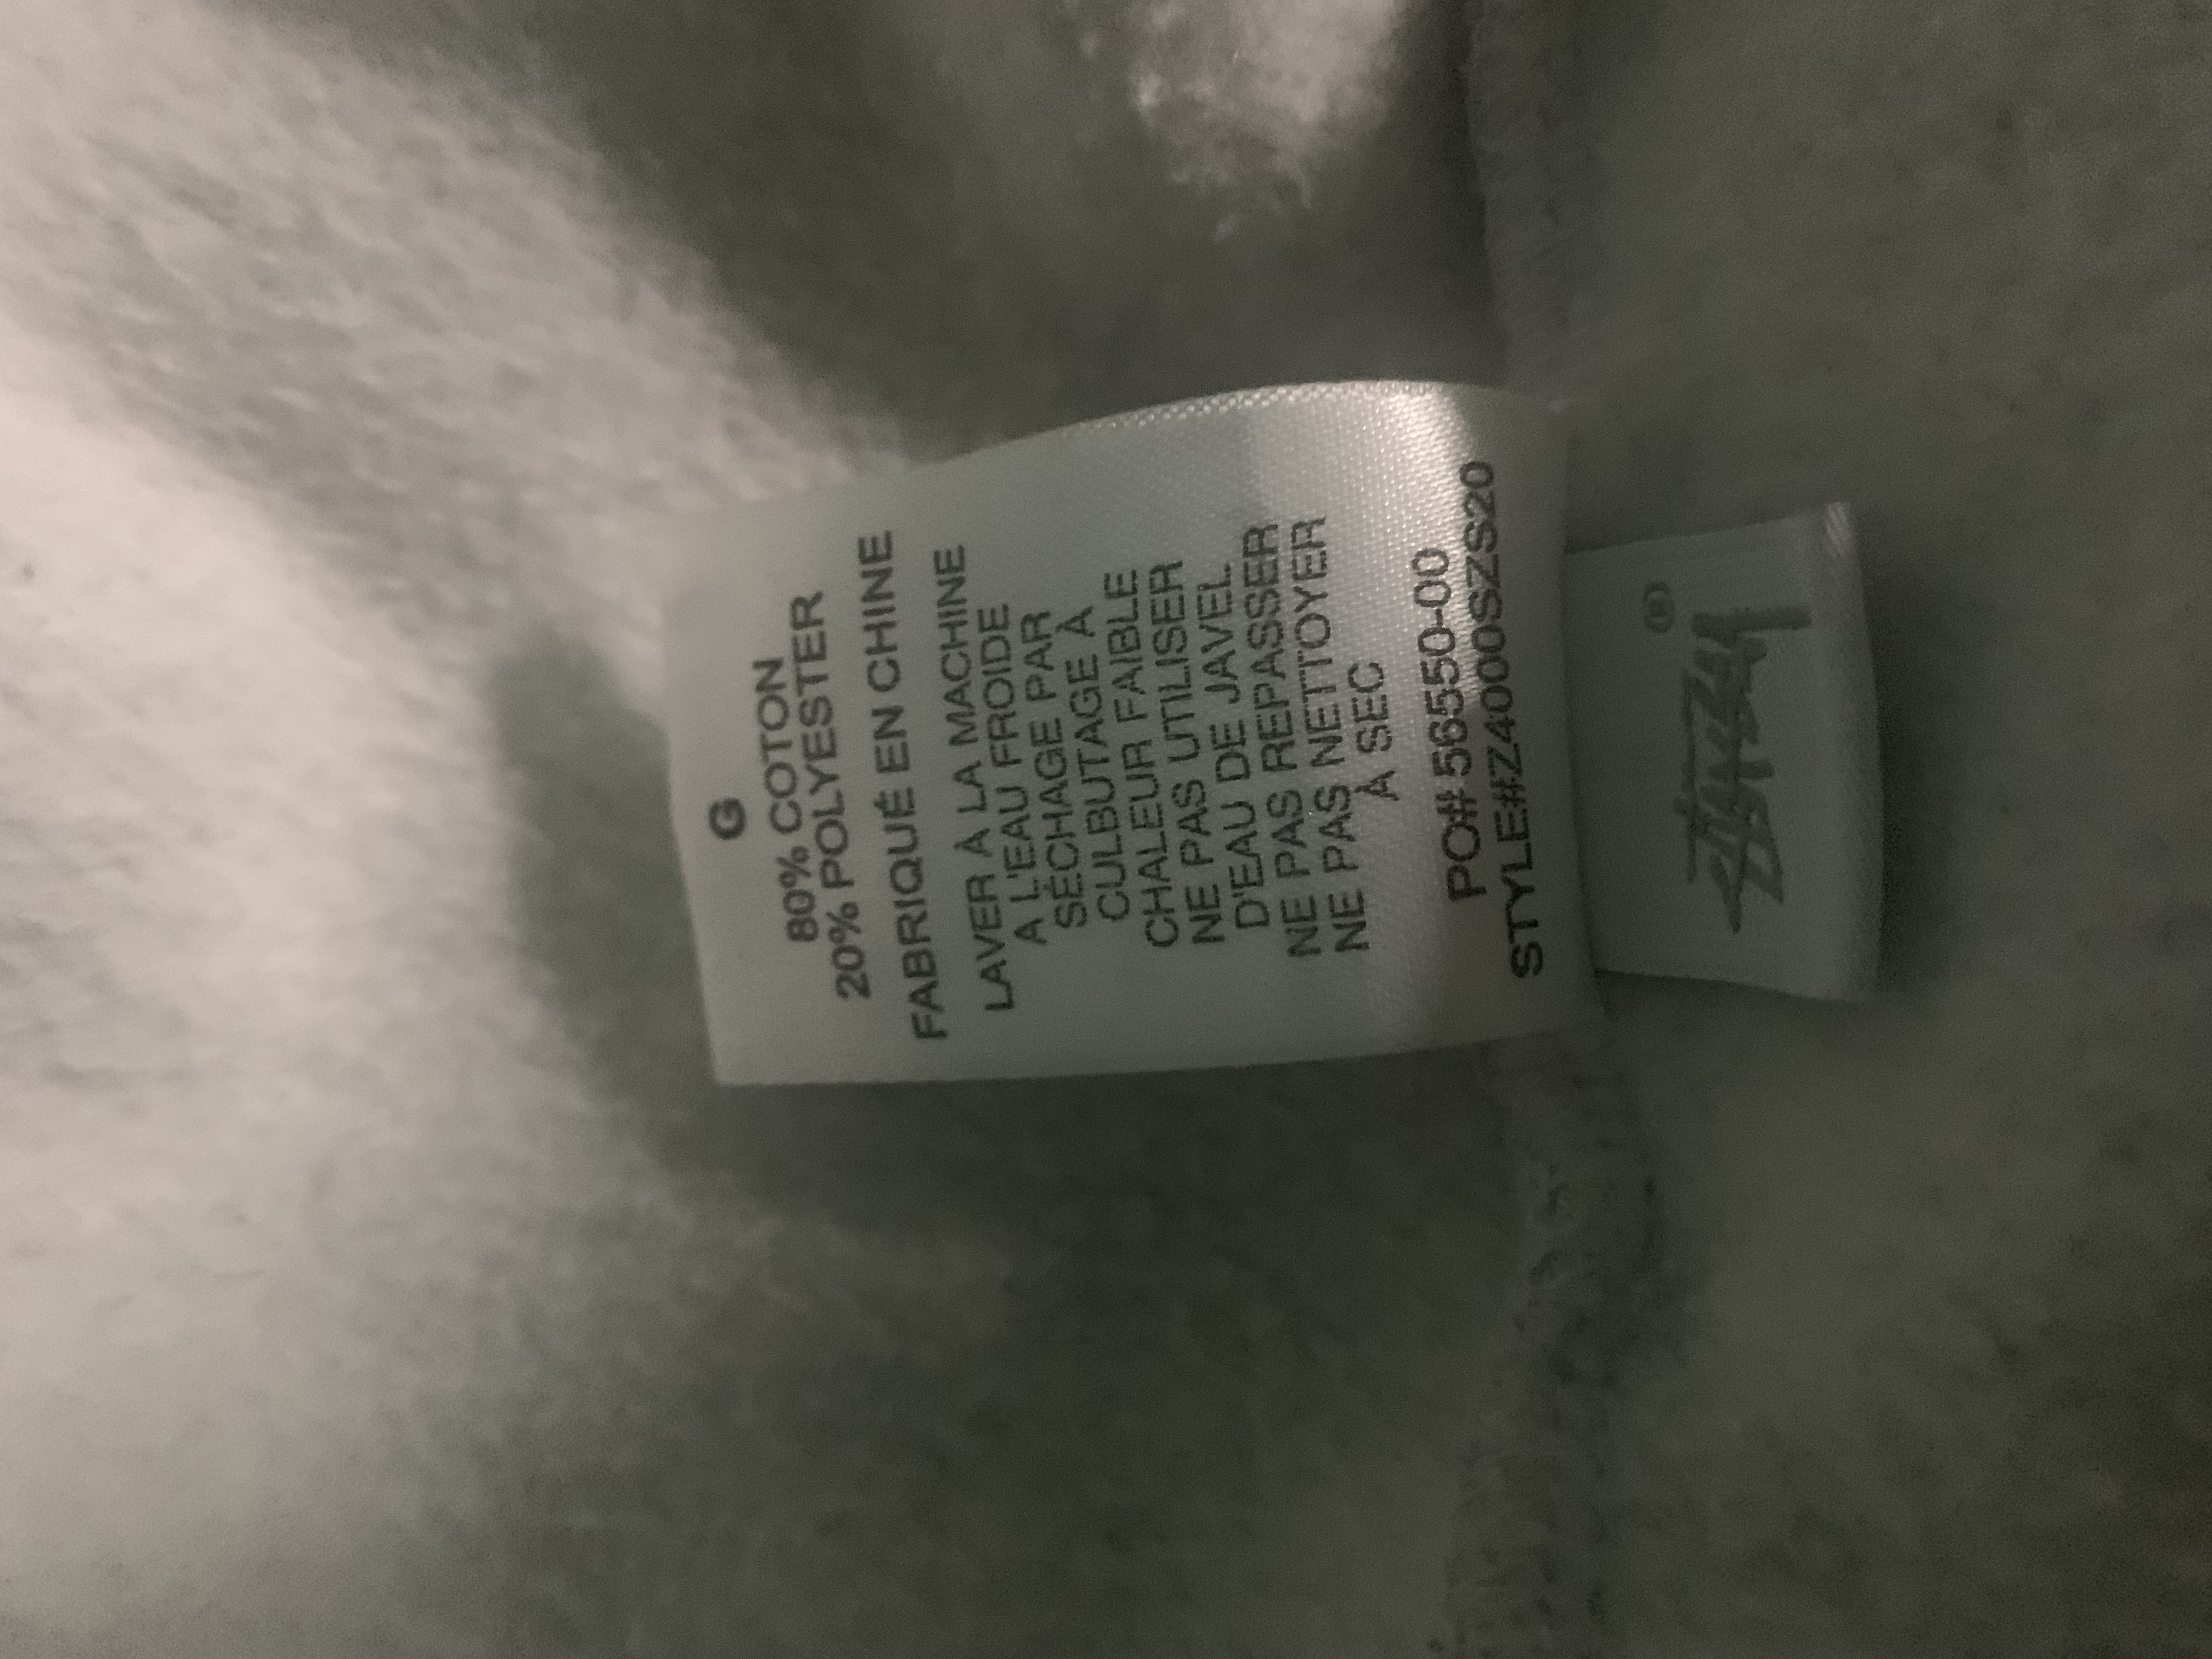 G
80% COTON
20% POLYESTER
FABRIQUÉ EN CHINE
LAVER À LA MACHINE
À L'EAU FROIDE
SÉCHAGE PAR
CULBUTAGE À
CHALEUR FAIBLE
NE PAS UTILISER
D'EAU DE JAVEL
NE PAS REPASSER
NE PAS NETTOYER
À SEC
PO# 56550-00
STYLE#Z4000SZS20
Stüssy
®